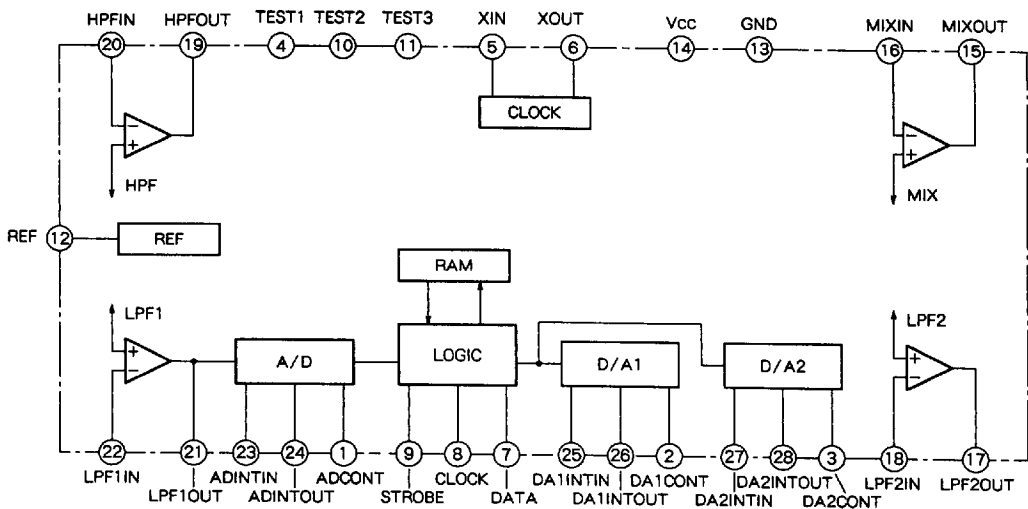 HPFIN HPFOUT TEST1 TEST2 TEST3 XIN XOUT Vcc GND MIXIN MIXOUT
20 19 4 10 11 5 6 14 13 16 15
CLOCK
− −
+ +
HPF MIX
REF 12 REF
RAM
LPF1 LPF2
+ A/D LOGIC D/A1 D/A2 +
− −
22 21 23 24 1 9 8 7 25 26 2 27 28 3 18 17
LPF1IN ADINTIN ADCONT CLOCK DA1INTIN DA1CONT DA2INTOUT LPF2IN LPF2OUT
LPF1OUT ADINTOUT STROBE DATA DA1INTOUT DA2INTIN DA2CONT